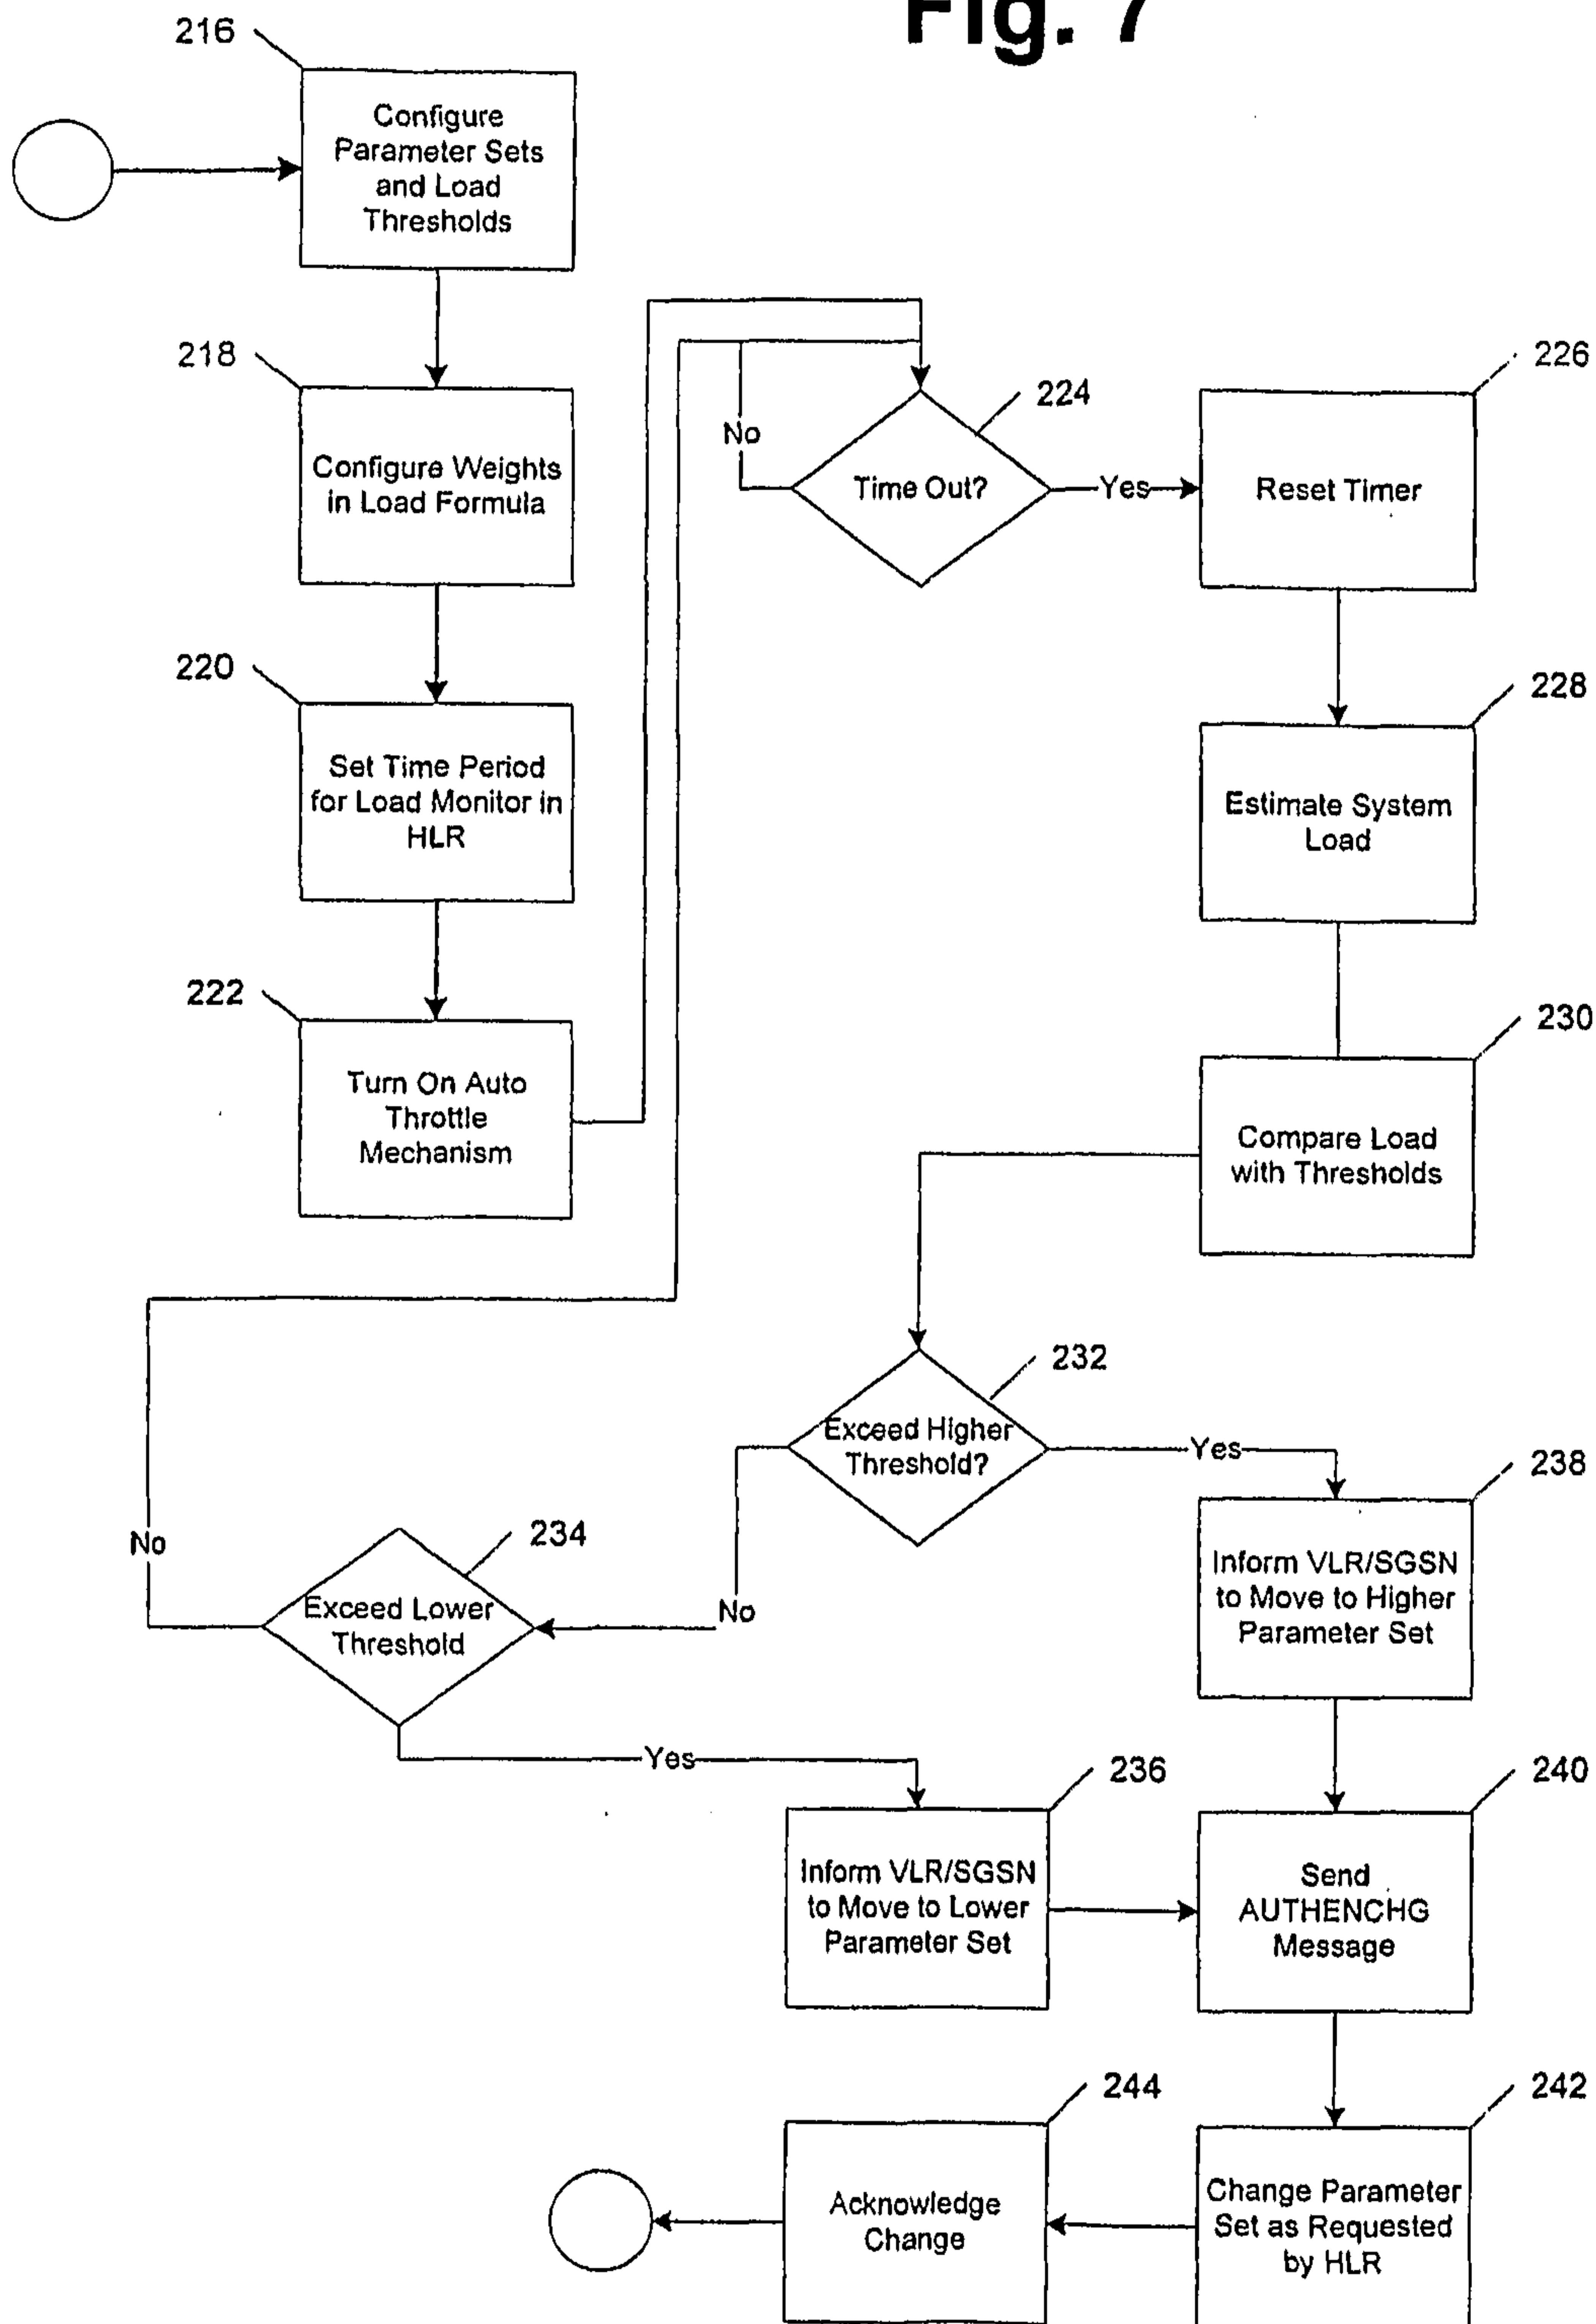 Fig. 7
216
Configure
Parameter Sets
and Load
Thresholds
218
Configure Weights
in Load Formula
220
Set Time Period
for Load Monitor in
HLR
222
Turn On Auto
Throttle
Mechanism
224
No
Time Out?
Yes
226
Reset Timer
228
Estimate System
Load
230
Compare Load
with Thresholds
232
Exceed Higher
Threshold?
Yes
No
238
Inform VLR/SGSN
to Move to Higher
Parameter Set
234
No
Exceed Lower
Threshold
Yes
236
Inform VLR/SGSN
to Move to Lower
Parameter Set
240
Send
AUTHENCHG
Message
244
Acknowledge
Change
242
Change Parameter
Set as Requested
by HLR